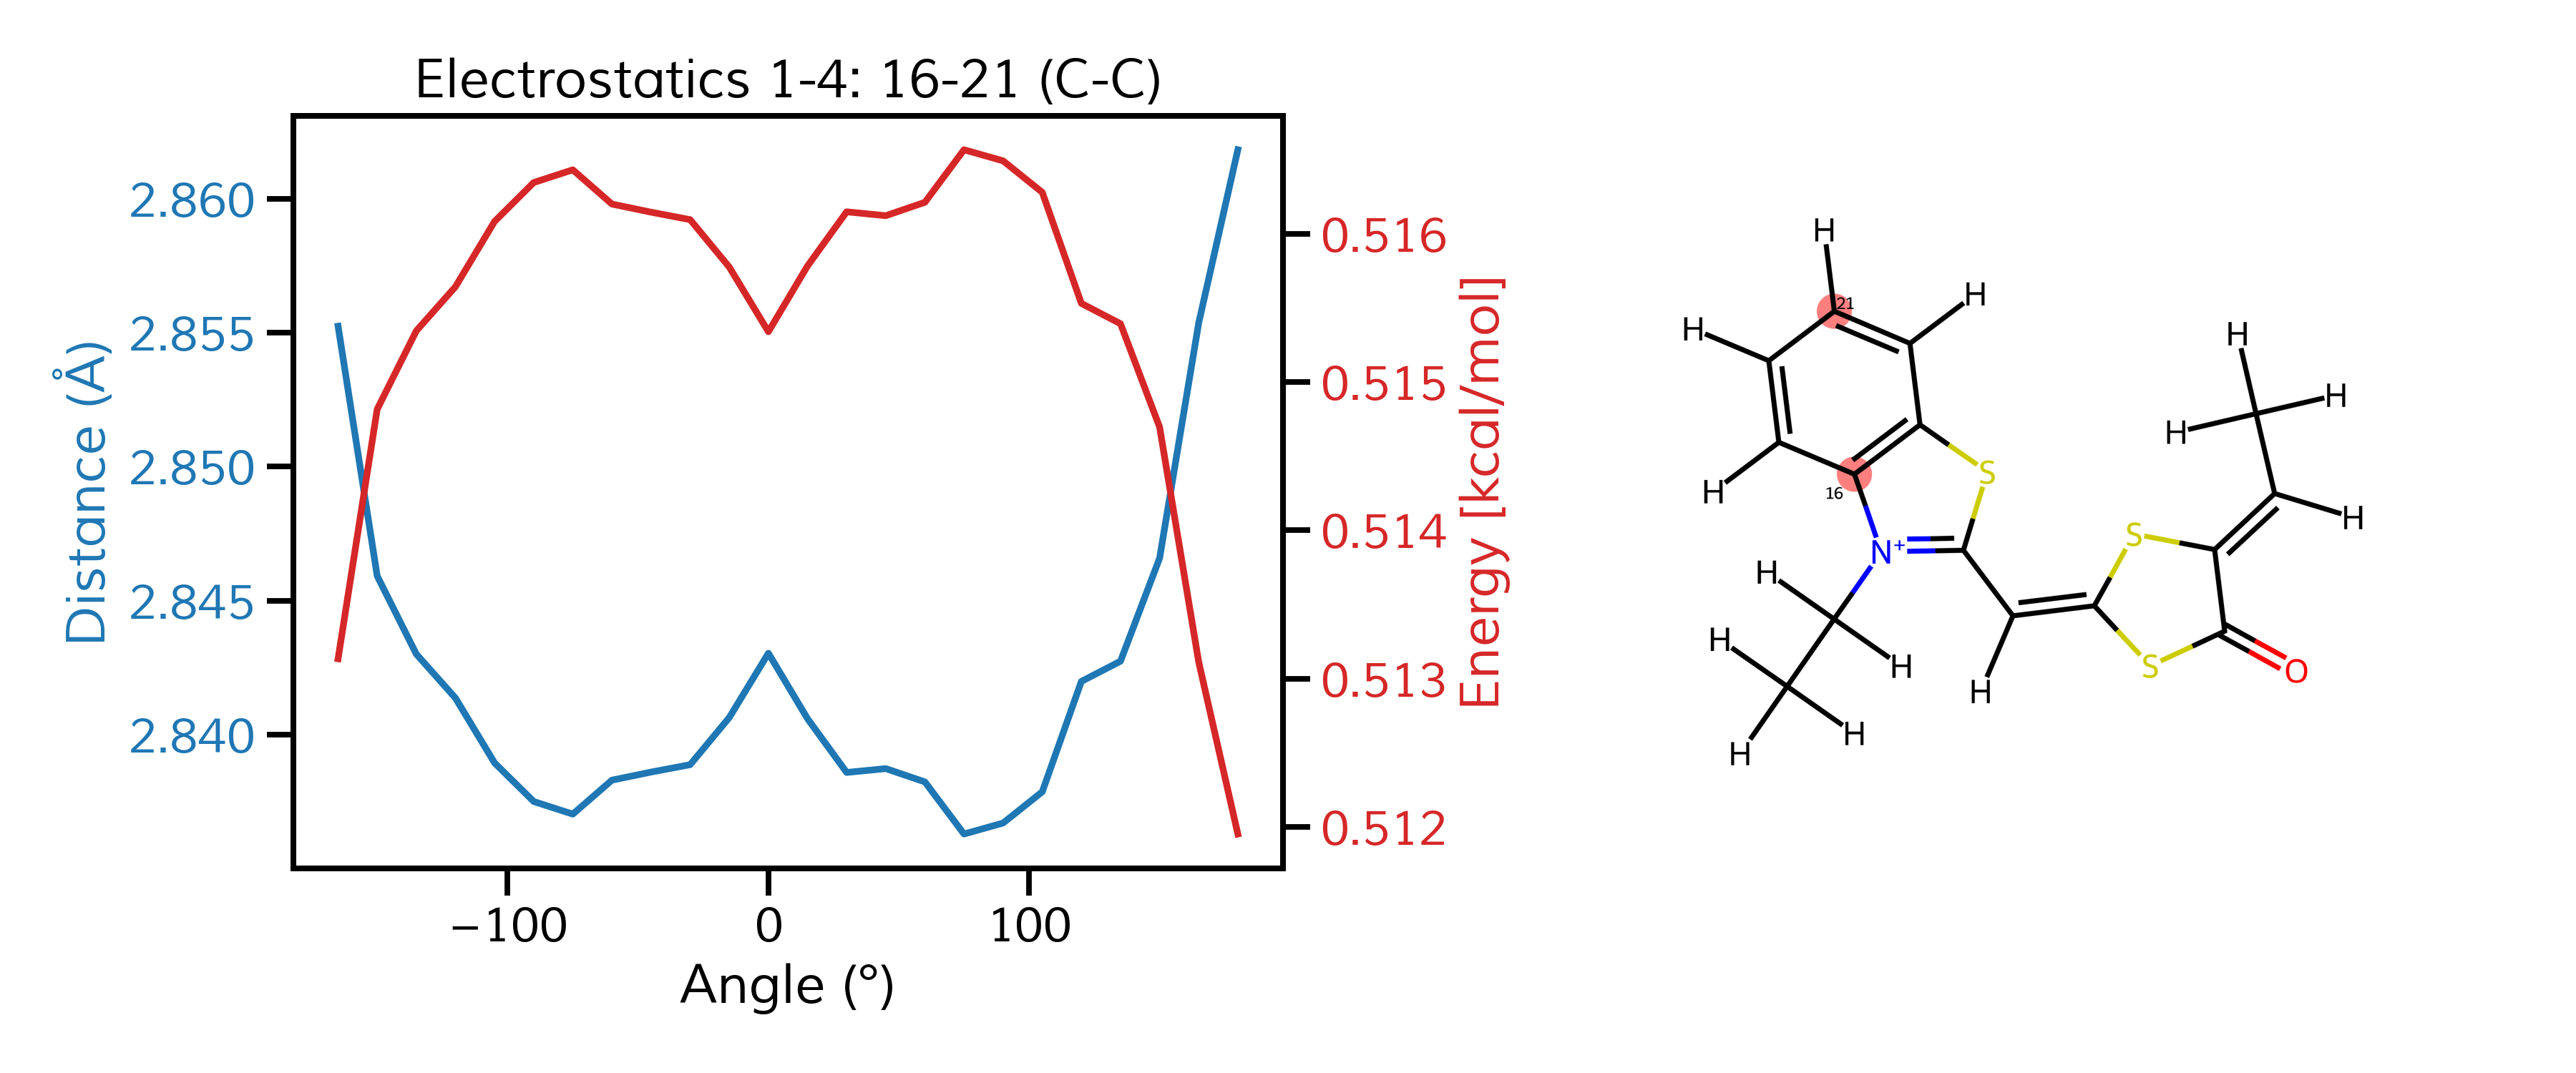 Electrostatics 1-4: 16-21 (C-C)
2.860
2.855
2.850
2.845
2.840
Distance (Å)
0.516
0.515
0.514
0.513
0.512
Energy [kcal/mol]
−100
0
100
Angle (°)
H
H
21
H
H
H
H
S
H
16
H
S
N+
H
H
H
S
O
H
H
H
H